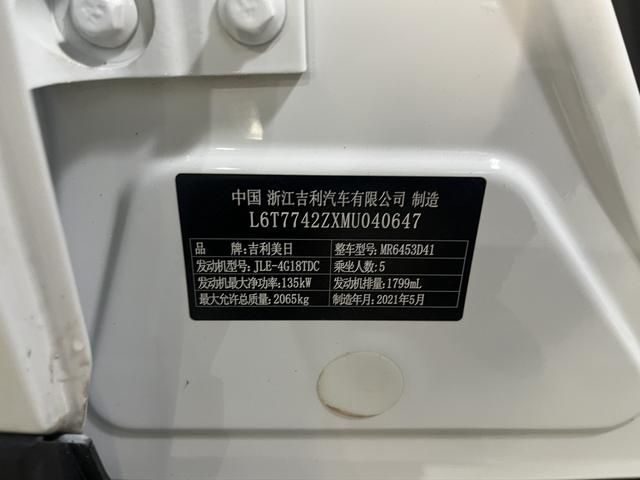 中国 浙江吉利汽车有限公司 制造
L6T7742ZXMU040647
品 牌:吉利美日 整车型号:MR6453D41
发动机型号:JLE-4G18TDC 乘坐人数:5
发动机最大净功率:135kW 发动机排量:1799mL
最大允许总质量:2065kg 制造年月:2021年5月